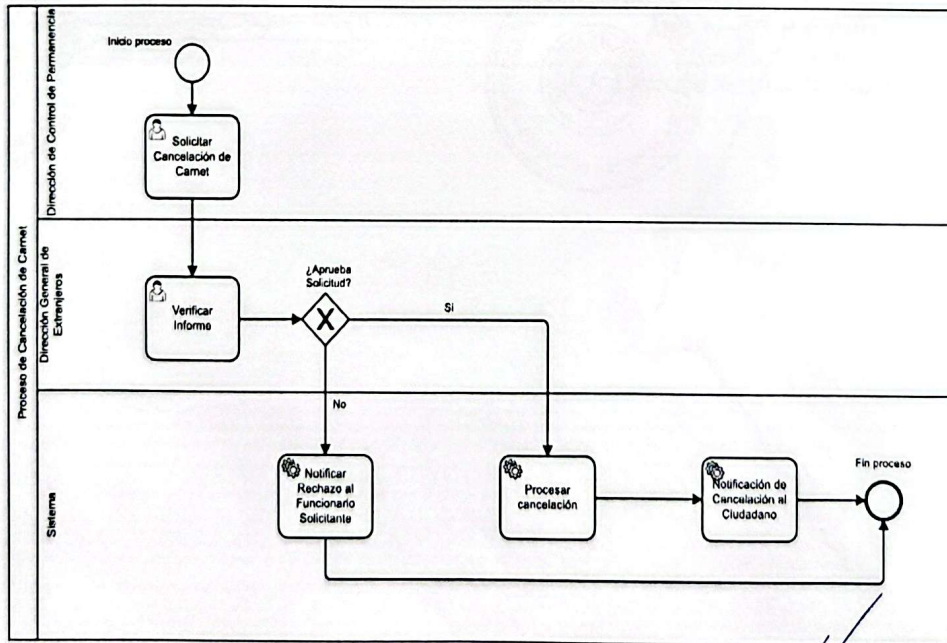 Proceso de Cancelación de Carnet
Dirección de Control de Permanencia
Inicio proceso
Solicitar
Cancelación de
Carnet
Dirección General de
Extranjeros
Verificar
Informe
¿Aprueba
Solicitud?
X
Si
No
Sistema
Notificar
Rechazo al
Funcionario
Solicitante
Procesar
cancelación
Notificación de
Cancelación al
Ciudadano
Fin proceso